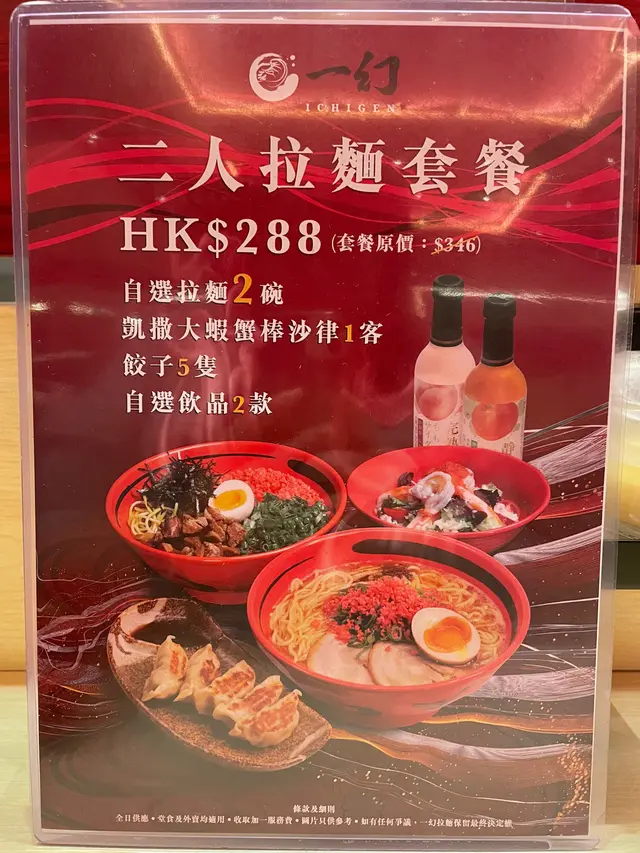 一幻
ICHIGEN
二人拉麵套餐
HK$288 (套餐原價：$346)
自選拉麵2碗
凱撒大蝦蟹棒沙律1客
餃子5隻
自選飲品2款
條款及細則
全日供應 • 堂食及外賣均適用 • 收取加一服務費 • 圖片只供參考 • 如有任何爭議，一幻拉麵保留最終決定權